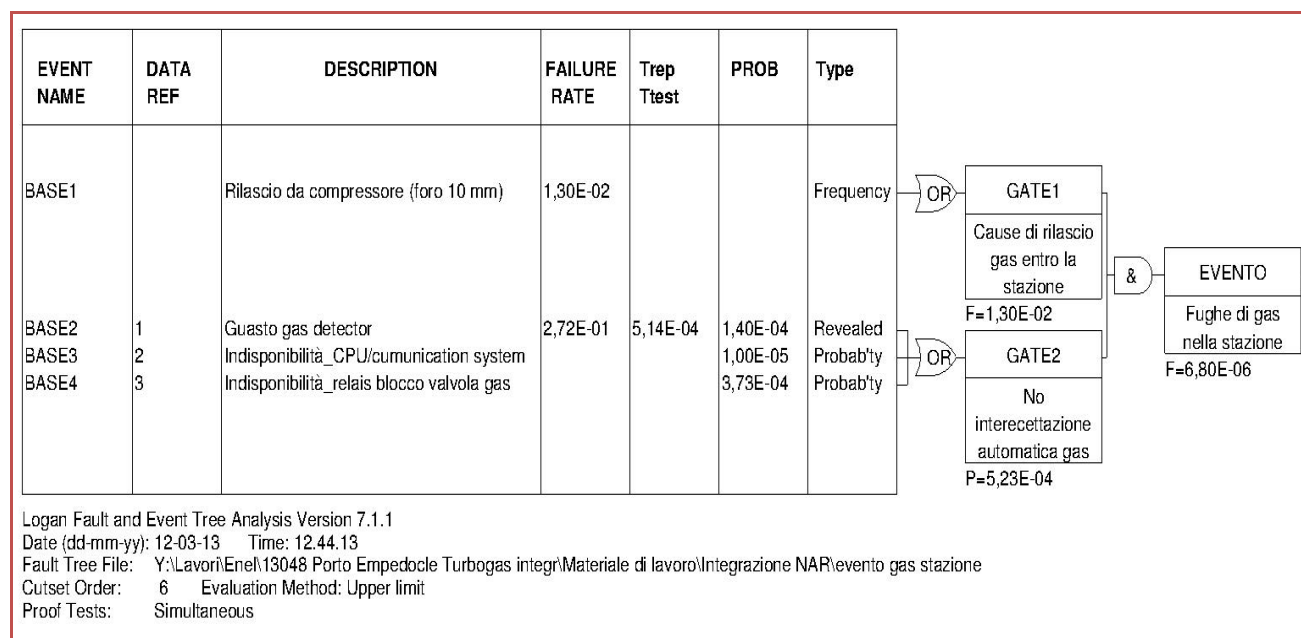 EVENT NAME DATA REF DESCRIPTION FAILURE RATE Trep Ttest PROB Type
BASE1 Rilascio da compressore (foro 10 mm) 1,30E-02 Frequency
OR
GATE1
Cause di rilascio
gas entro la
stazione
F=1,30E-02
&
EVENTO
Fughe di gas
nella stazione
F=6,80E-06
BASE2 1 Guasto gas detector 2,72E-01 5,14E-04 1,40E-04 Revealed
BASE3 2 Indisponibilità_CPU/cumunication system 1,00E-05 Probab'ty
BASE4 3 Indisponibilità_relais blocco valvola gas 3,73E-04 Probab'ty
OR
GATE2
No
interecettazione
automatica gas
P=5,23E-04
Logan Fault and Event Tree Analysis Version 7.1.1
Date (dd-mm-yy): 12-03-13 Time: 12.44.13
Fault Tree File: Y:\Lavori\Enel\13048 Porto Empedocle Turbogas integr\Materiale di lavoro\Integrazione NAR\evento gas stazione
Cutset Order: 6 Evaluation Method: Upper limit
Proof Tests: Simultaneous